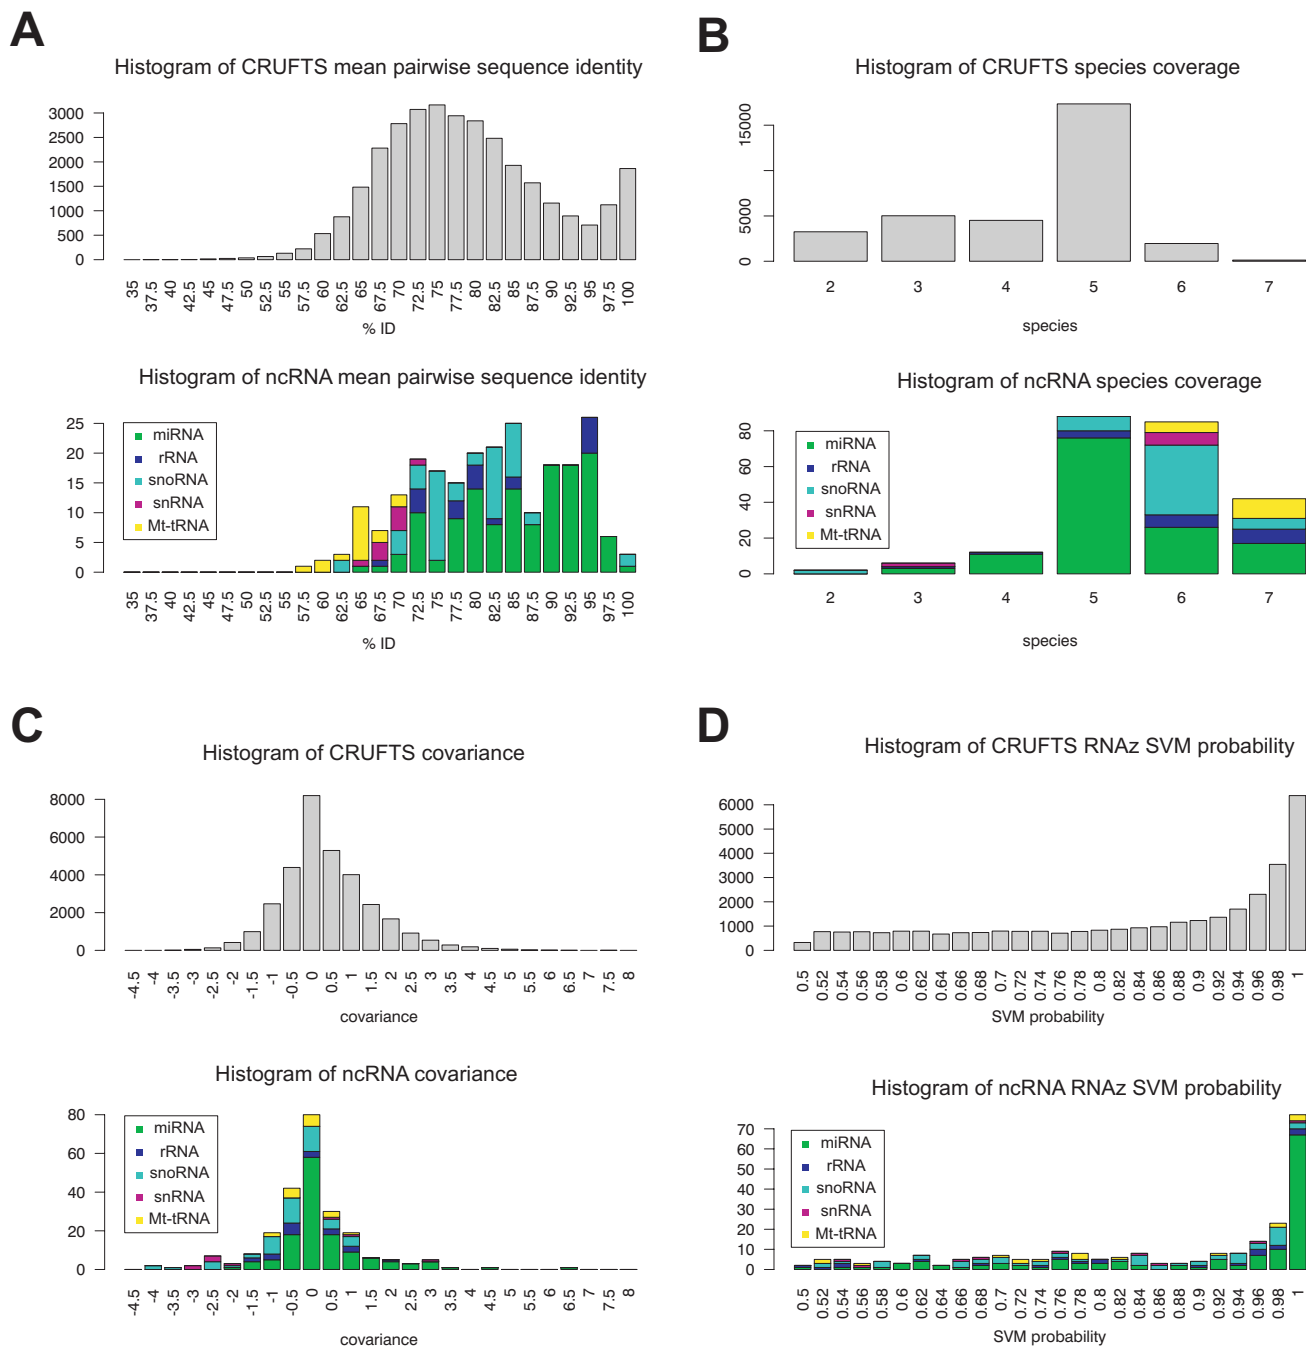 A
Histogram of CRUFTS mean pairwise sequence identity
3000
2500
2000
1500
1000
500
0
35 37.5 40 42.5 45 47.5 50 52.5 55 57.5 60 62.5 65 67.5 70 72.5 75 77.5 80 82.5 85 87.5 90 92.5 95 97.5 100
% ID
Histogram of ncRNA mean pairwise sequence identity
25
20
15
10
5
0
miRNA
rRNA
snoRNA
snRNA
Mt-tRNA
35 37.5 40 42.5 45 47.5 50 52.5 55 57.5 60 62.5 65 67.5 70 72.5 75 77.5 80 82.5 85 87.5 90 92.5 95 97.5 100
% ID
B
Histogram of CRUFTS species coverage
15000
5000
0
2 3 4 5 6 7
species
Histogram of ncRNA species coverage
80
60
40
20
0
miRNA
rRNA
snoRNA
snRNA
Mt-tRNA
2 3 4 5 6 7
species
C
Histogram of CRUFTS covariance
8000
6000
4000
2000
0
-4.5 -4 -3.5 -3 -2.5 -2 -1.5 -1 -0.5 0 0.5 1 1.5 2 2.5 3 3.5 4 4.5 5 5.5 6 6.5 7 7.5 8
covariance
Histogram of ncRNA covariance
80
60
40
20
0
miRNA
rRNA
snoRNA
snRNA
Mt-tRNA
-4.5 -4 -3.5 -3 -2.5 -2 -1.5 -1 -0.5 0 0.5 1 1.5 2 2.5 3 3.5 4 4.5 5 5.5 6 6.5 7 7.5 8
covariance
D
Histogram of CRUFTS RNAz SVM probability
6000
5000
4000
3000
2000
1000
0
0.5 0.52 0.54 0.56 0.58 0.6 0.62 0.64 0.66 0.68 0.7 0.72 0.74 0.76 0.78 0.8 0.82 0.84 0.86 0.88 0.9 0.92 0.94 0.96 0.98 1
SVM probability
Histogram of ncRNA RNAz SVM probability
70
60
50
40
30
20
10
0
miRNA
rRNA
snoRNA
snRNA
Mt-tRNA
0.5 0.52 0.54 0.56 0.58 0.6 0.62 0.64 0.66 0.68 0.7 0.72 0.74 0.76 0.78 0.8 0.82 0.84 0.86 0.88 0.9 0.92 0.94 0.96 0.98 1
SVM probability